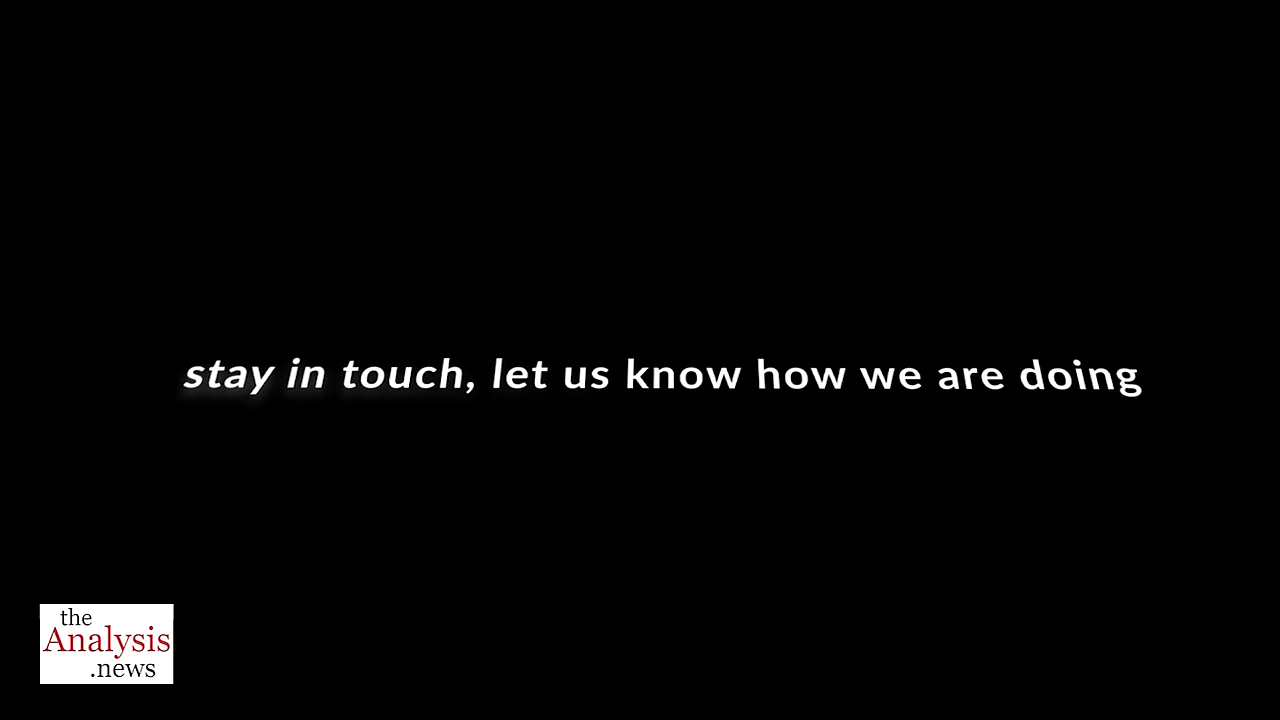 stay in touch, let us know how we are doing
the
Analysis
.news